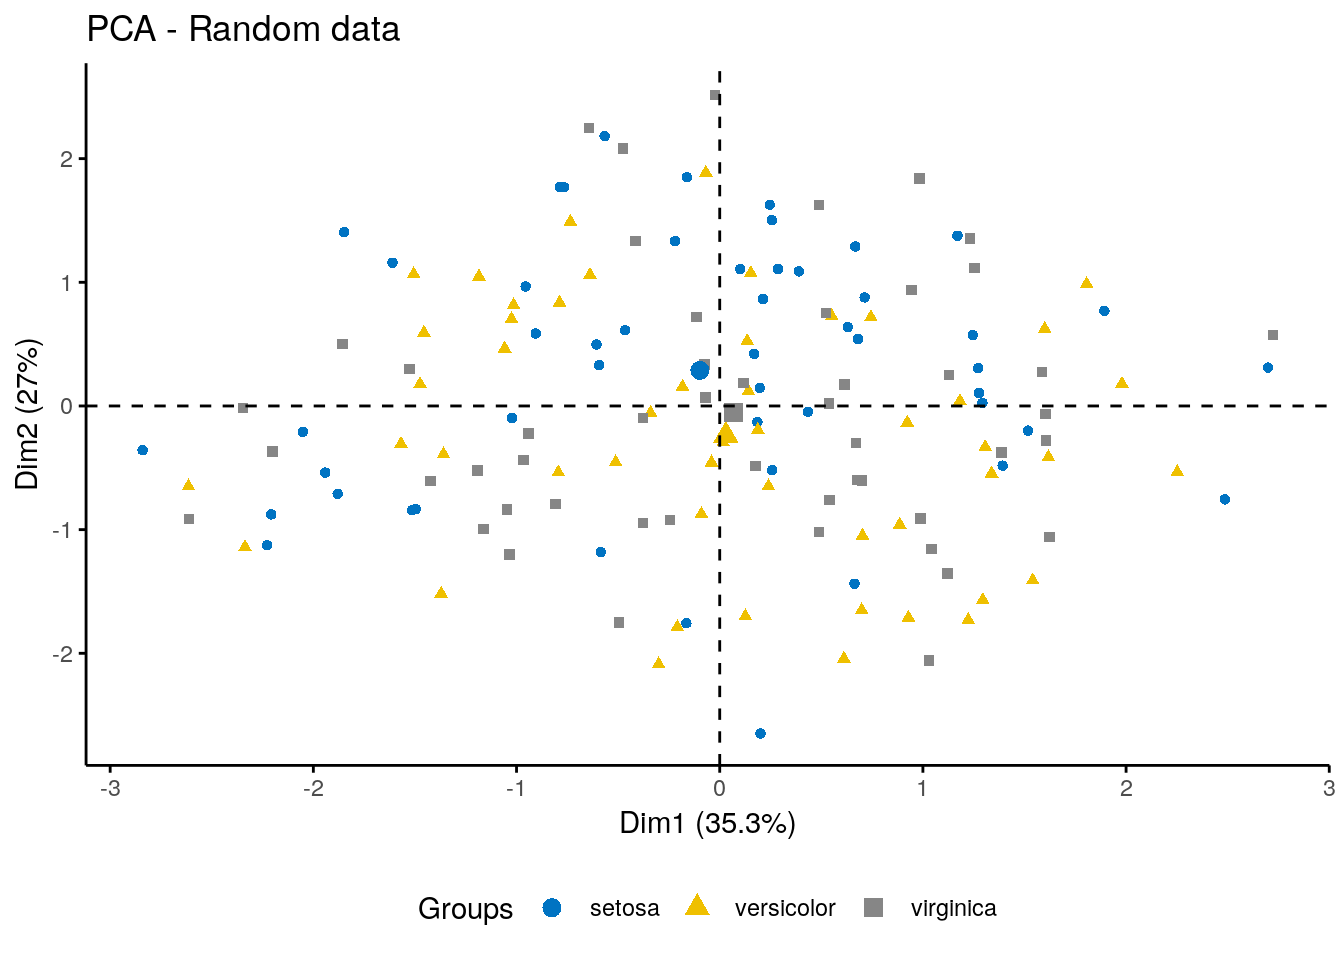 PCA - Random data
Dim2 (27%)
2
1
0
-1
-2
-3 -2 -1 0 1 2 3
Dim1 (35.3%)
Groups setosa versicolor virginica